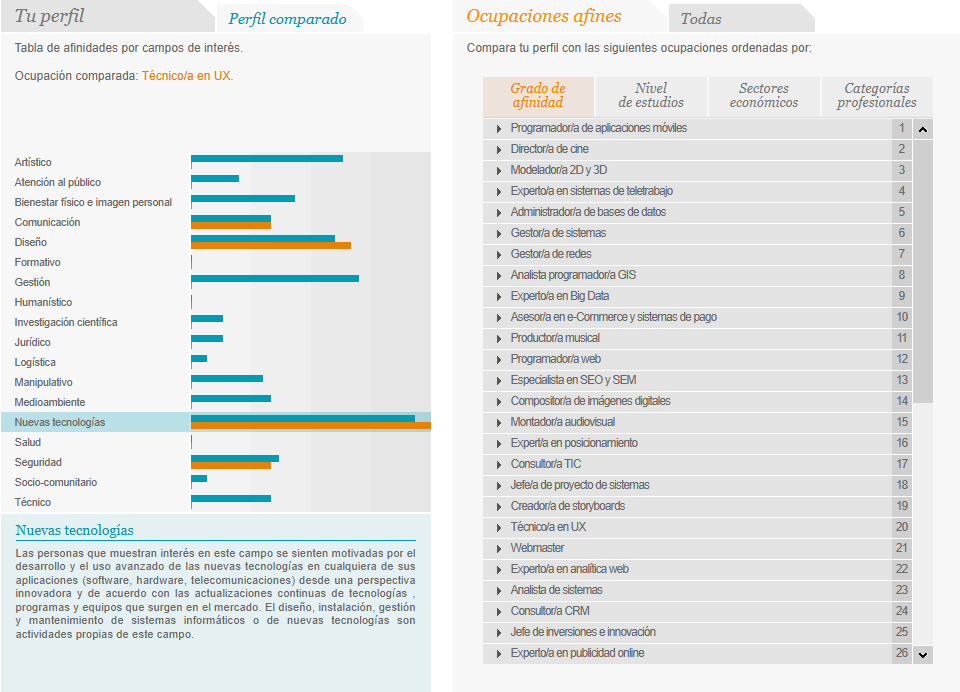 Tu perfil
Perfil comparado
Tabla de afinidades por campos de interés.
Ocupación comparada: Técnico/a en UX.
Artístico
Atención al público
Bienestar físico e imagen personal
Comunicación
Diseño
Formativo
Gestión
Humanístico
Investigación científica
Jurídico
Logística
Manipulativo
Medioambiente
Nuevas tecnologías
Salud
Seguridad
Socio-comunitario
Técnico
Nuevas tecnologías
Las personas que muestran interés en este campo se sienten motivadas por el
desarrollo y el uso avanzado de las nuevas tecnologías en cualquiera de sus
aplicaciones (software, hardware, telecomunicaciones) desde una perspectiva
innovadora y de acuerdo con las actualizaciones continuas de tecnologías ,
programas y equipos que surgen en el mercado. El diseño, instalación, gestión
y mantenimiento de sistemas informáticos o de nuevas tecnologías son
actividades propias de este campo.
Ocupaciones afines
Todas
Compara tu perfil con las siguientes ocupaciones ordenadas por:
Grado de
afinidad
Nivel
de estudios
Sectores
económicos
Categorías
profesionales
Programador/a de aplicaciones móviles 1
Director/a de cine 2
Modelador/a 2D y 3D 3
Experto/a en sistemas de teletrabajo 4
Administrador/a de bases de datos 5
Gestor/a de sistemas 6
Gestor/a de redes 7
Analista programador/a GIS 8
Experto/a en Big Data 9
Asesor/a en e-Commerce y sistemas de pago 10
Productor/a musical 11
Programador/a web 12
Especialista en SEO y SEM 13
Compositor/a de imágenes digitales 14
Montador/a audiovisual 15
Expert/a en posicionamiento 16
Consultor/a TIC 17
Jefe/a de proyecto de sistemas 18
Creador/a de storyboards 19
Técnico/a en UX 20
Webmaster 21
Experto/a en analítica web 22
Analista de sistemas 23
Consultor/a CRM 24
Jefe de inversiones e innovación 25
Experto/a en publicidad online 26